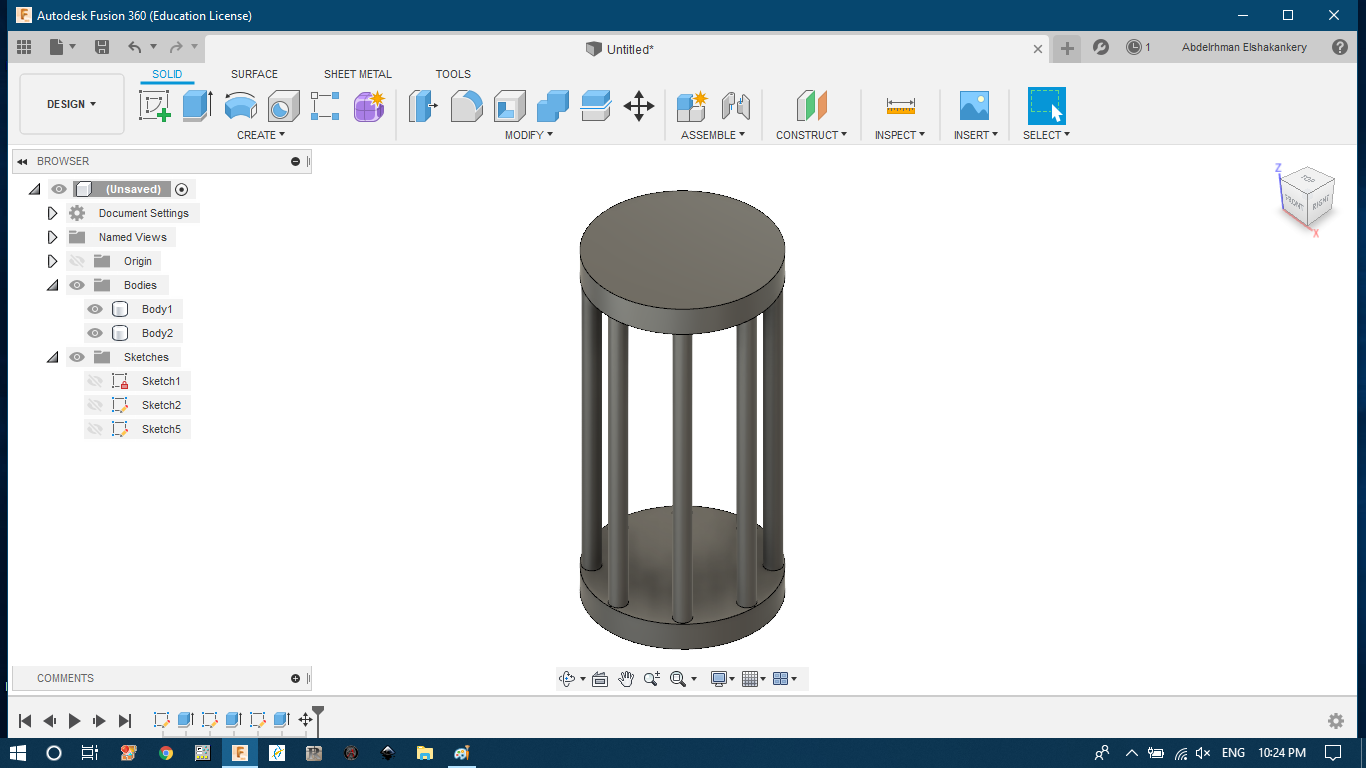 Autodesk Fusion 360 (Education License)
Untitled*
1
Abdelrhman Elshakankery
SOLID SURFACE SHEET METAL TOOLS
DESIGN
CREATE MODIFY ASSEMBLE CONSTRUCT INSPECT INSERT SELECT
BROWSER
(Unsaved)
Document Settings
Named Views
Origin
Bodies
Body1
Body2
Sketches
Sketch1
Sketch2
Sketch5
Z
TOP
FRONT
RIGHT
X
COMMENTS
ENG 10:24 PM